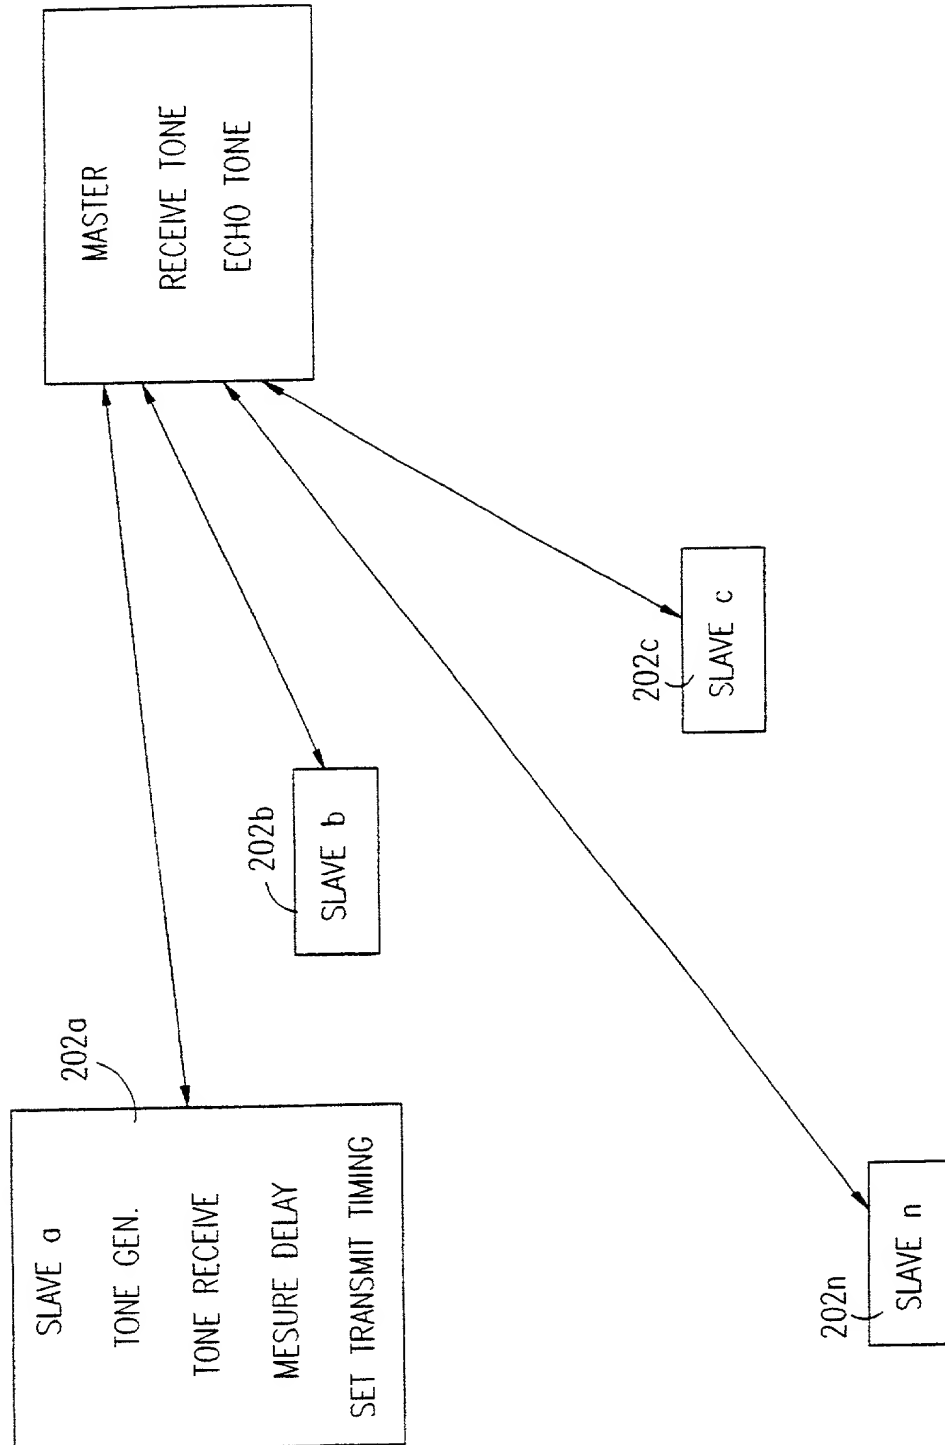 MASTER
RECEIVE TONE
ECHO TONE
202a
SLAVE a
TONE GEN.
TONE RECEIVE
MESURE DELAY
SET TRANSMIT TIMING
202b
SLAVE b
202c
SLAVE c
202n
SLAVE n